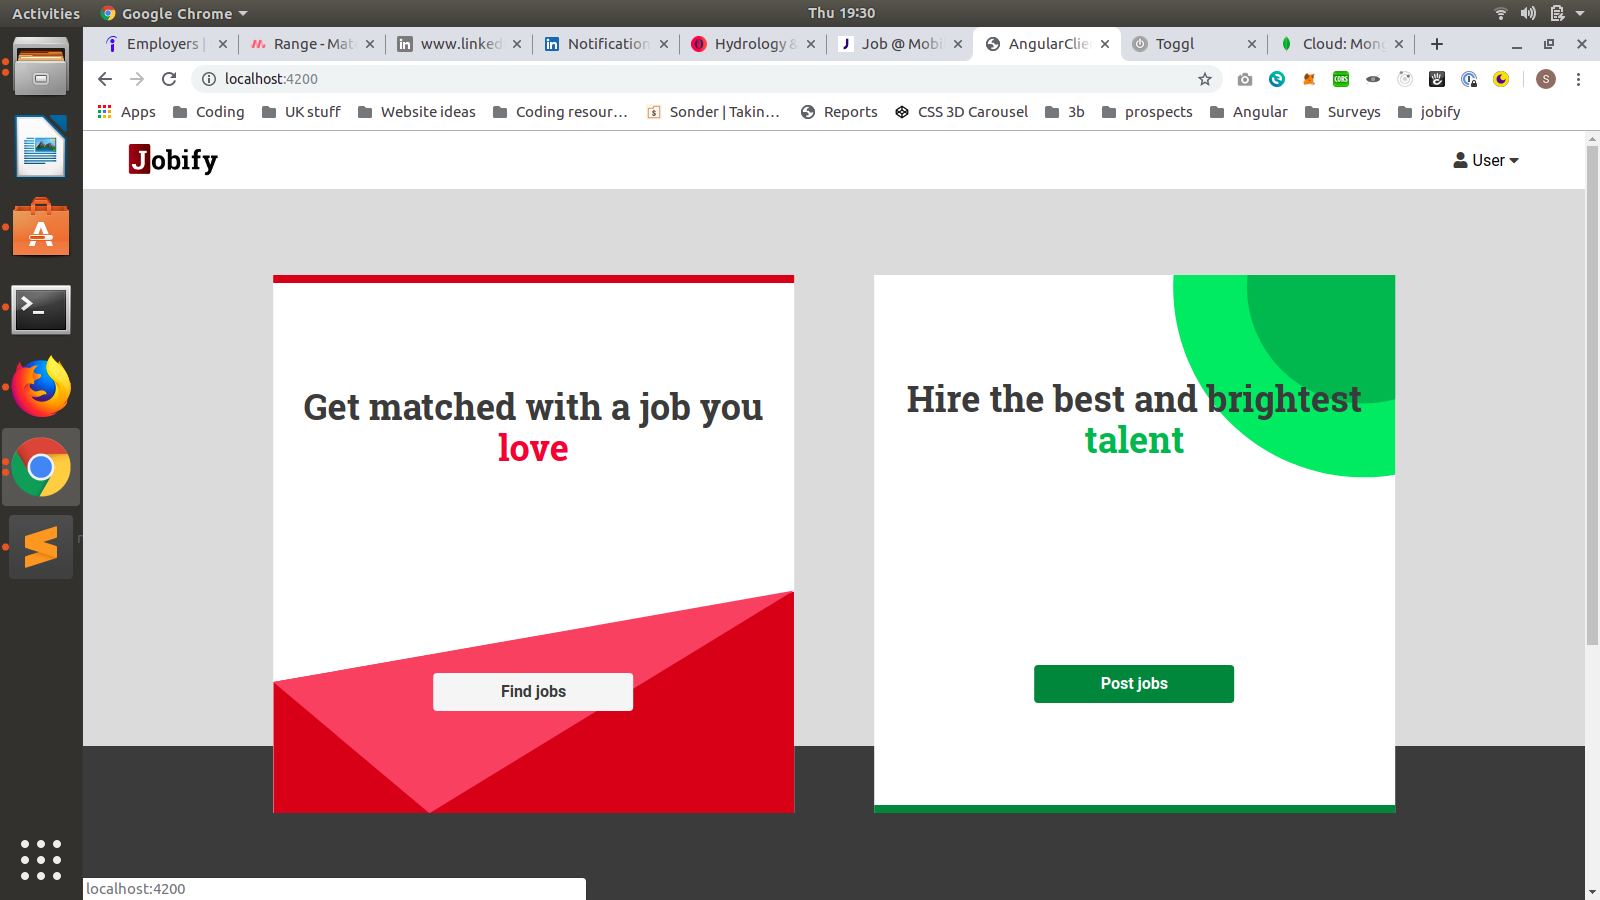 Activities Google Chrome Thu 19:30
Employers Range - Mat www.linked Notification Hydrology & Job @ Mobi AngularClie Toggl Cloud: Mong
localhost:4200 CORS S
Apps Coding UK stuff Website ideas Coding resour... Sonder | Takin... Reports CSS 3D Carousel 3b prospects Angular Surveys jobify
Jobify User
Get matched with a job you
love
Hire the best and brightest
talent
Find jobs
Post jobs
localhost:4200